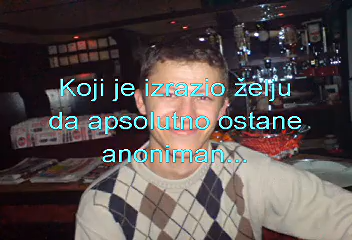 Koji je izrazio želju
da apsolutno ostane
anoniman...